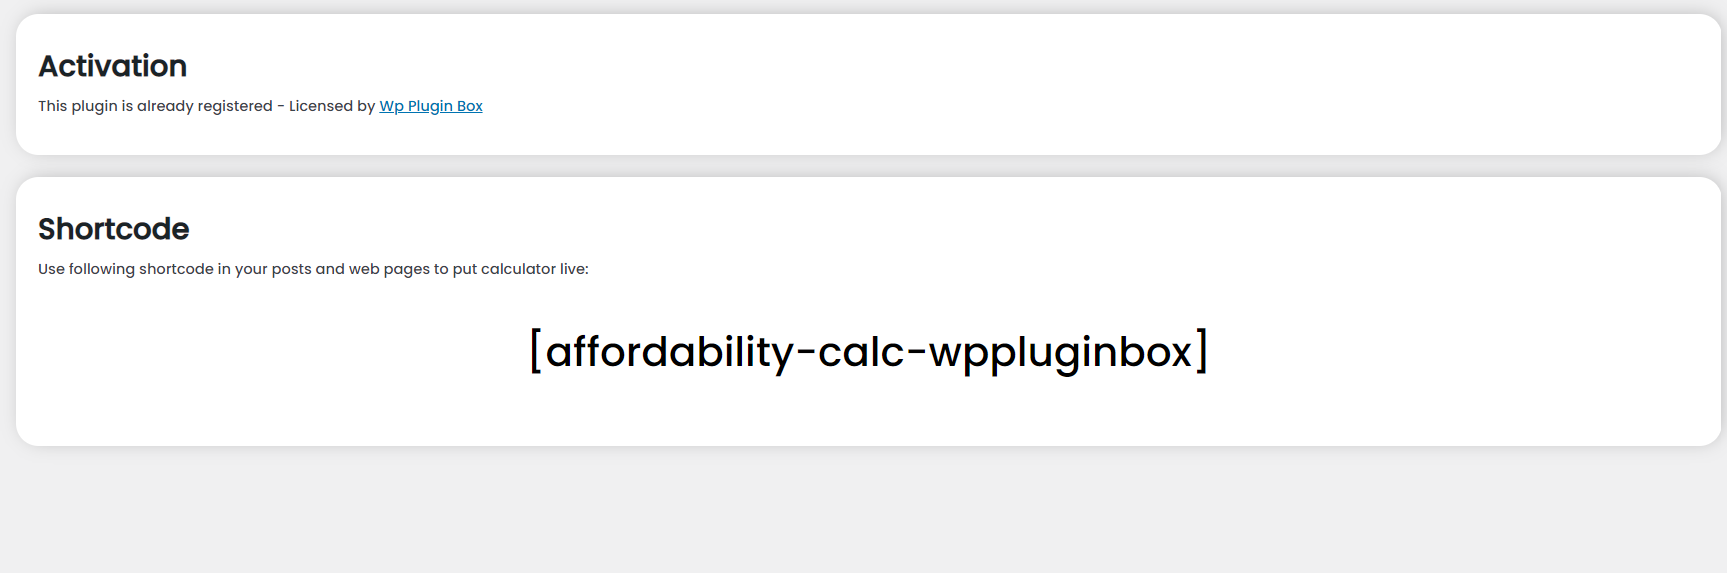 Activation
This plugin is already registered - Licensed by Wp Plugin Box
Shortcode
Use following shortcode in your posts and web pages to put calculator live:
[affordability-calc-wppluginbox]